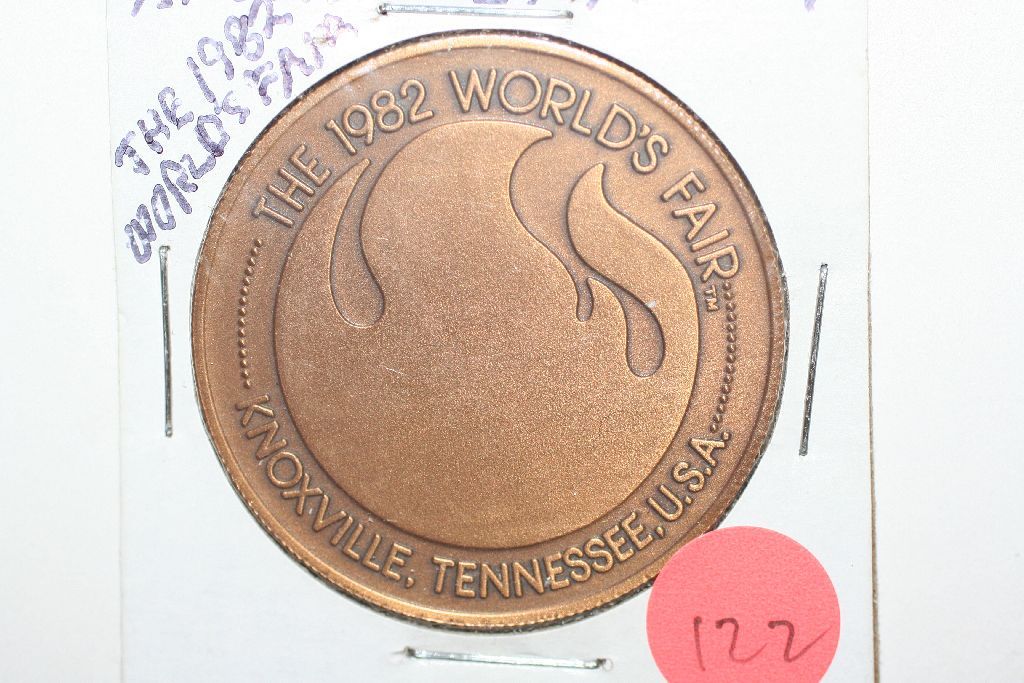 THE 1982
WORLD'S FAIR
THE 1982 WORLD'S FAIR™
KNOXVILLE, TENNESSEE, U.S.A.
122